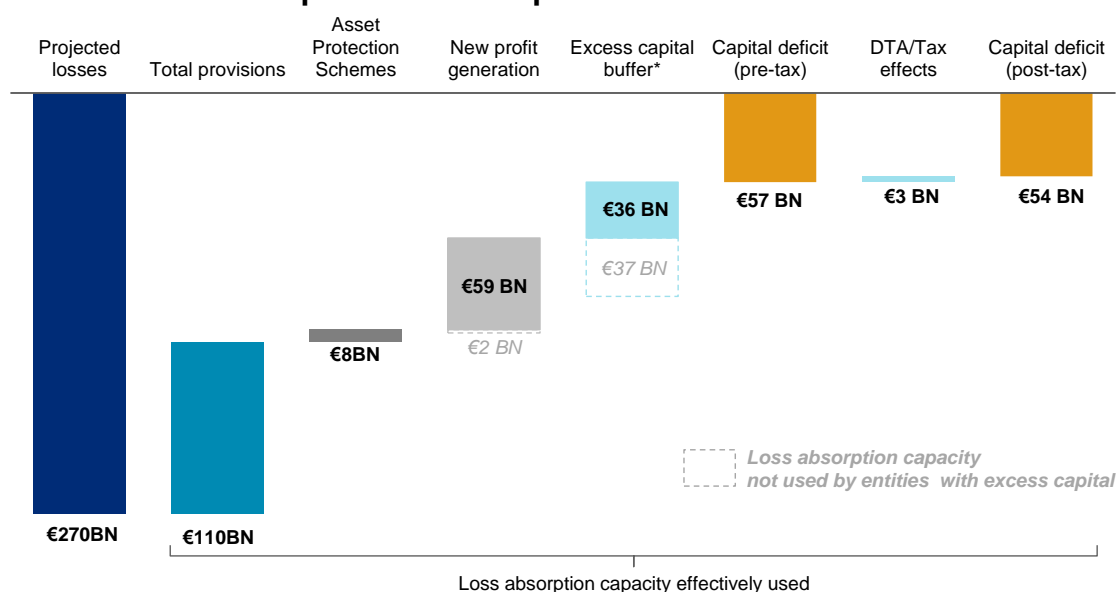 Projected
losses
Total provisions
Asset
Protection
Schemes
New profit
generation
Excess capital
buffer*
Capital deficit
(pre-tax)
DTA/Tax
effects
Capital deficit
(post-tax)
€36 BN
€57 BN
€3 BN
€54 BN
€37 BN
€59 BN
€2 BN
€8BN
Loss absorption capacity
not used by entities with excess capital
€270BN
€110BN
Loss absorption capacity effectively used